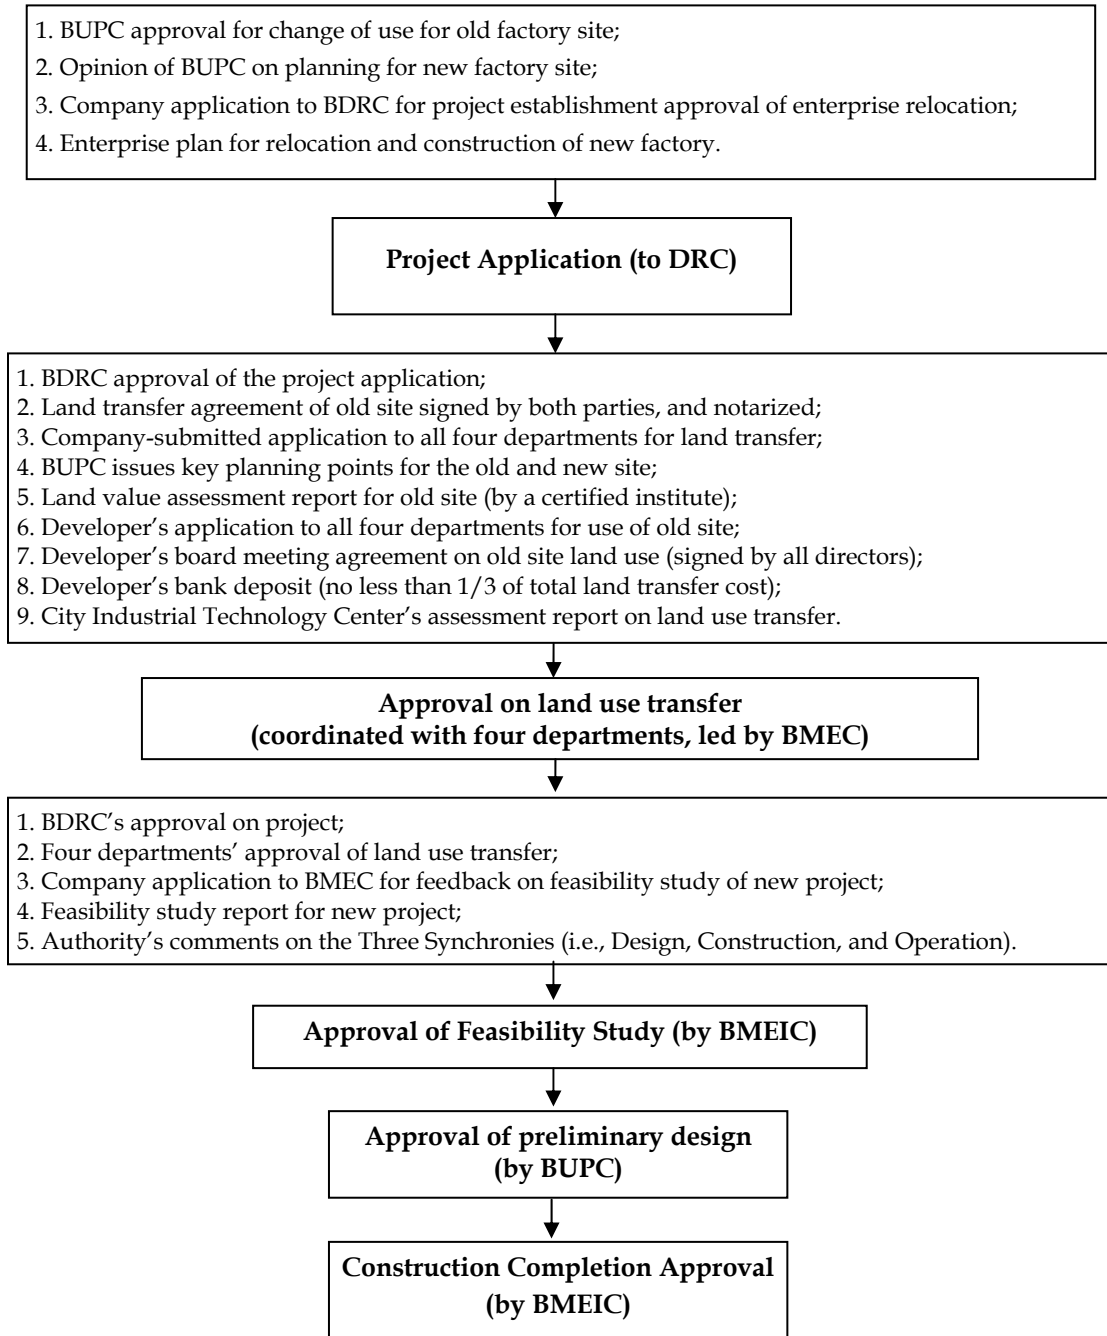 1. BUPC approval for change of use for old factory site;
2. Opinion of BUPC on planning for new factory site;
3. Company application to BDRC for project establishment approval of enterprise relocation;
4. Enterprise plan for relocation and construction of new factory.
Project Application (to DRC)
1. BDRC approval of the project application;
2. Land transfer agreement of old site signed by both parties, and notarized;
3. Company-submitted application to all four departments for land transfer;
4. BUPC issues key planning points for the old and new site;
5. Land value assessment report for old site (by a certified institute);
6. Developer’s application to all four departments for use of old site;
7. Developer’s board meeting agreement on old site land use (signed by all directors);
8. Developer’s bank deposit (no less than 1/3 of total land transfer cost);
9. City Industrial Technology Center’s assessment report on land use transfer.
Approval on land use transfer
(coordinated with four departments, led by BMEC)
1. BDRC’s approval on project;
2. Four departments’ approval of land use transfer;
3. Company application to BMEC for feedback on feasibility study of new project;
4. Feasibility study report for new project;
5. Authority’s comments on the Three Synchronies (i.e., Design, Construction, and Operation).
Approval of Feasibility Study (by BMEIC)
Approval of preliminary design
(by BUPC)
Construction Completion Approval
(by BMEIC)